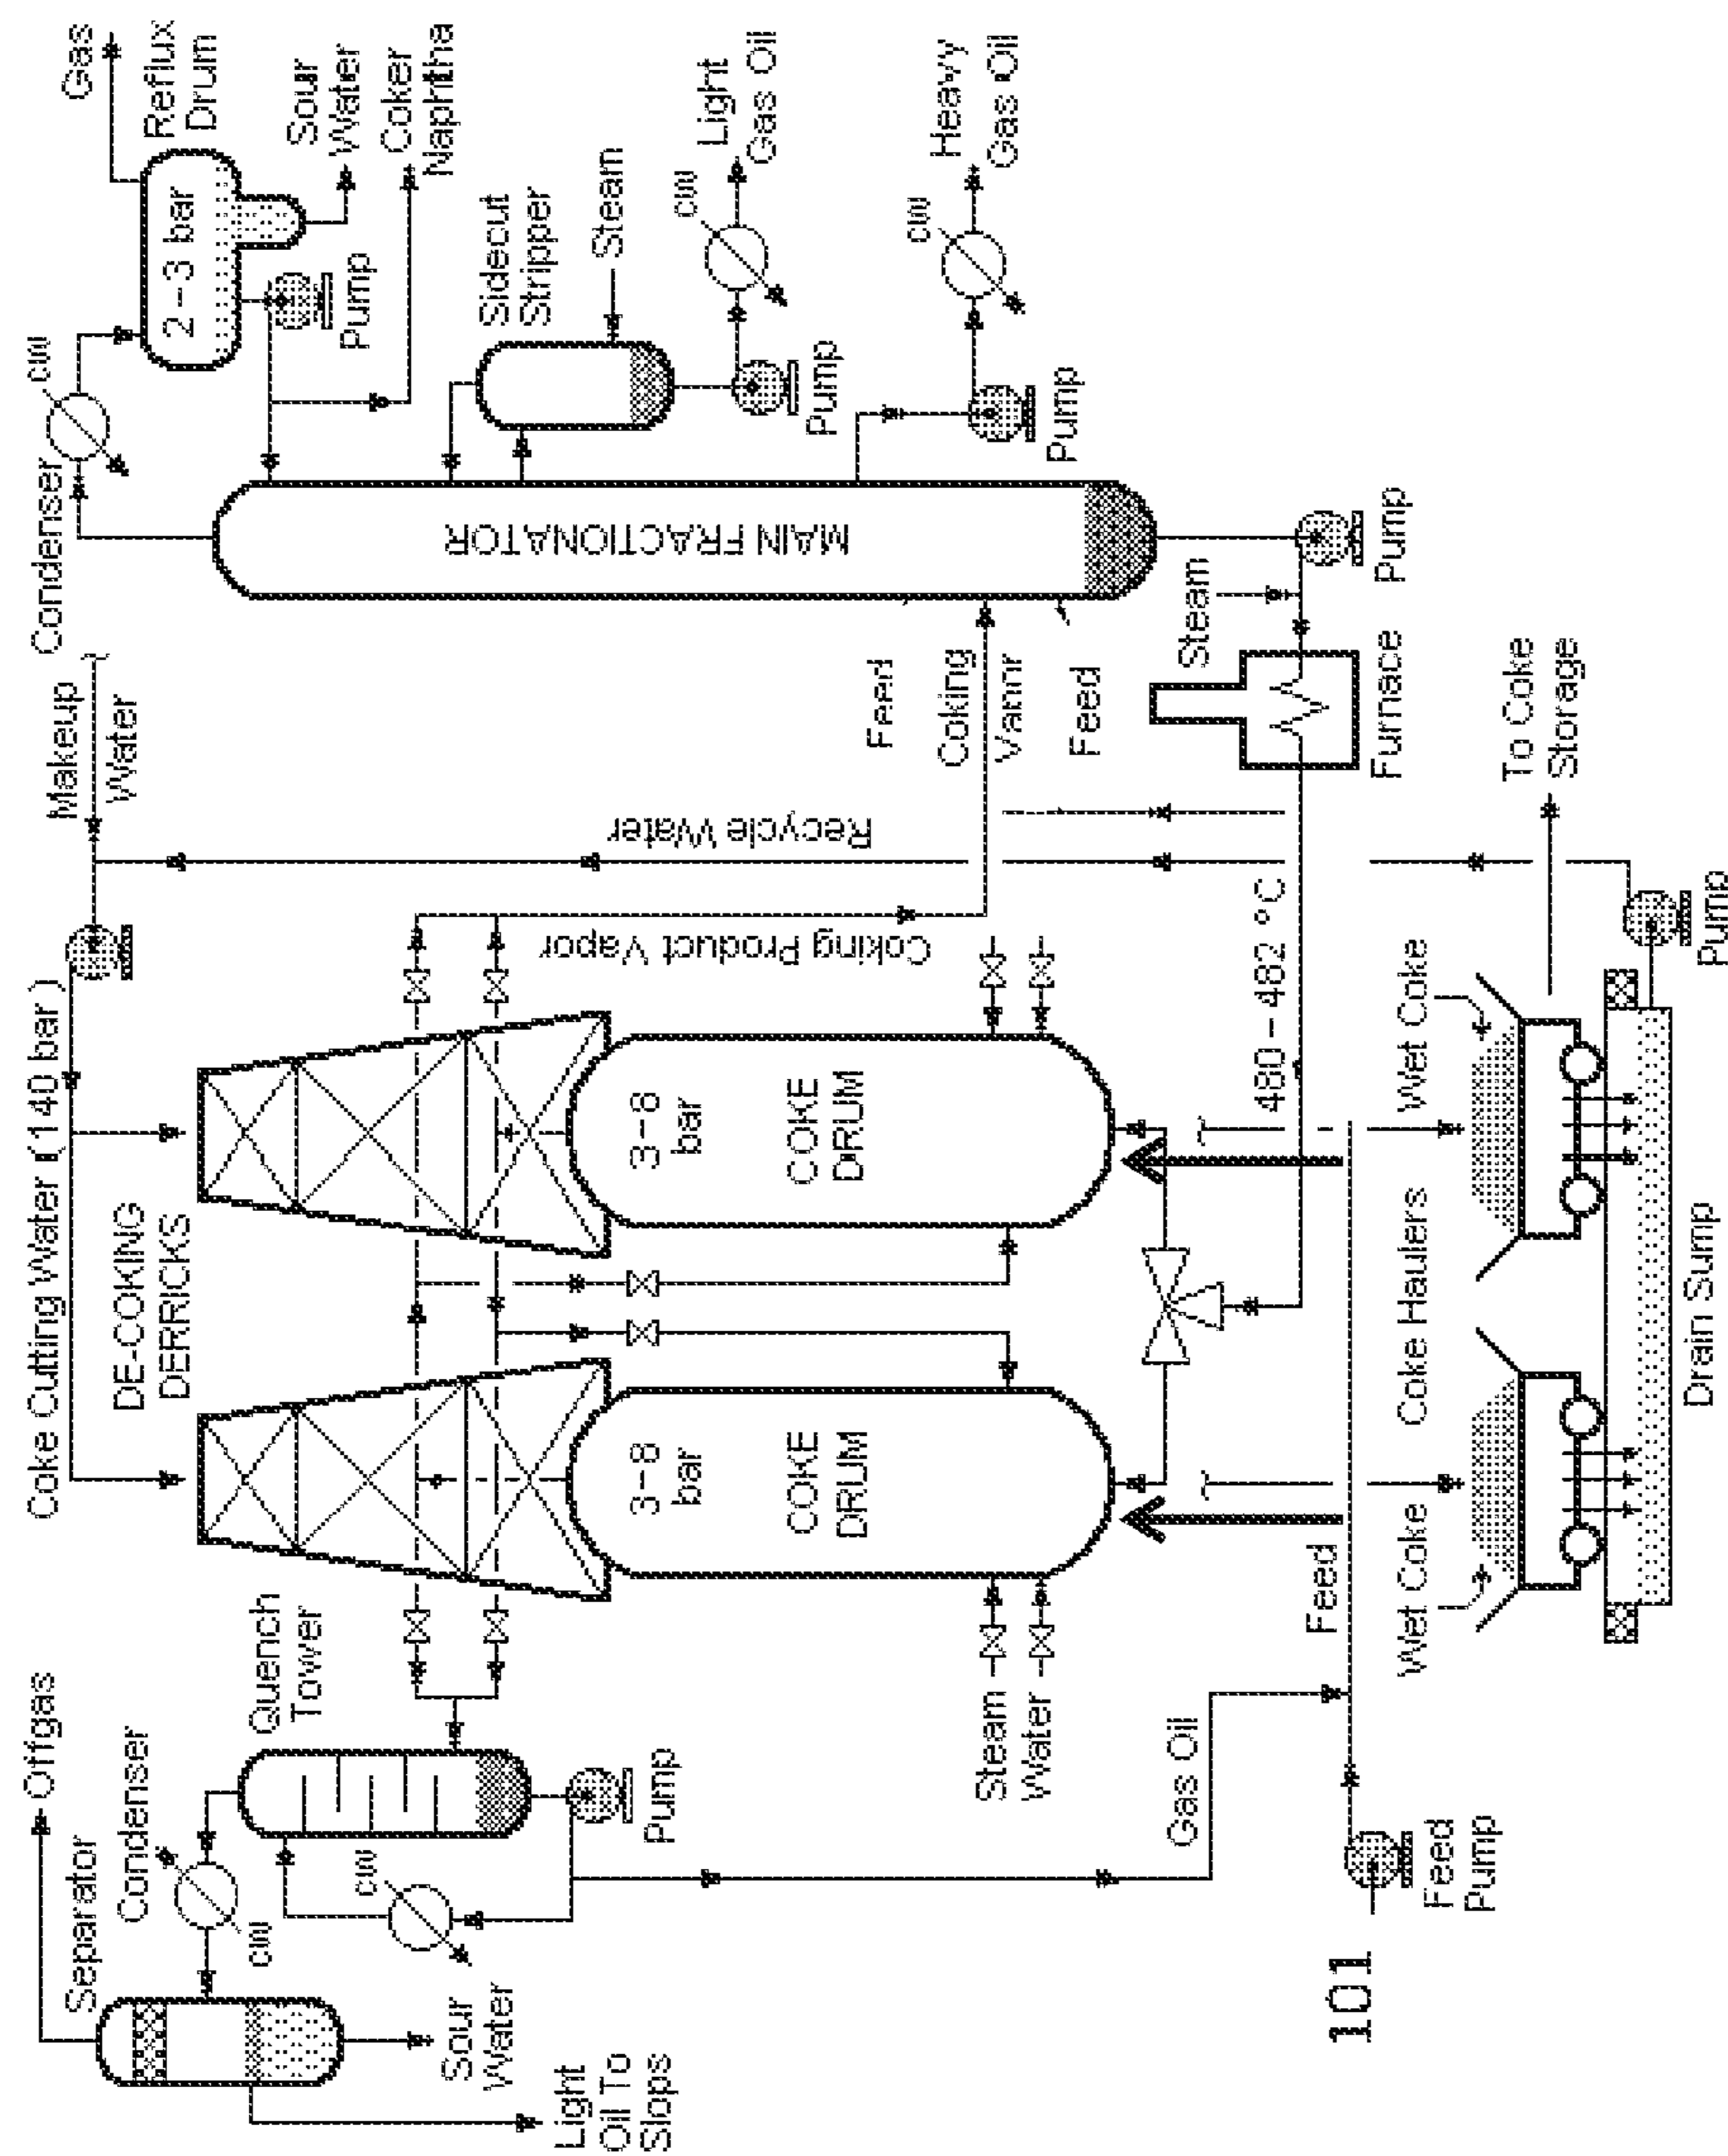 Offgas
Separator
Condenser
CW
Sour
Water
Light
Oil To
Slops
CW
Quench
Tower
Pump
Coke Cutting Water (140 bar)
DE-COKING
DERRICKS
Makeup
Water
Recycle Water
Coking Product Vapor
3-8
bar
COKE
DRUM
3-8
bar
COKE
DRUM
Steam
Water
Gas Oil
Feed
101
Feed
Pump
480-482 °C
Wet Coke
Coke Haulers
Wet Coke
Drain Sump
Pump
To Coke
Storage
Condenser
CW
Gas
Reflux
Drum
2-3 bar
Sour
Water
Coker
Naphtha
Pump
MAIN FRACTIONATOR
Sidecut
Stripper
Steam
Pump
CW
Light
Gas Oil
CW
Heavy
Gas Oil
Pump
Feed
Coking
Feed
Steam
Furnace
Pump